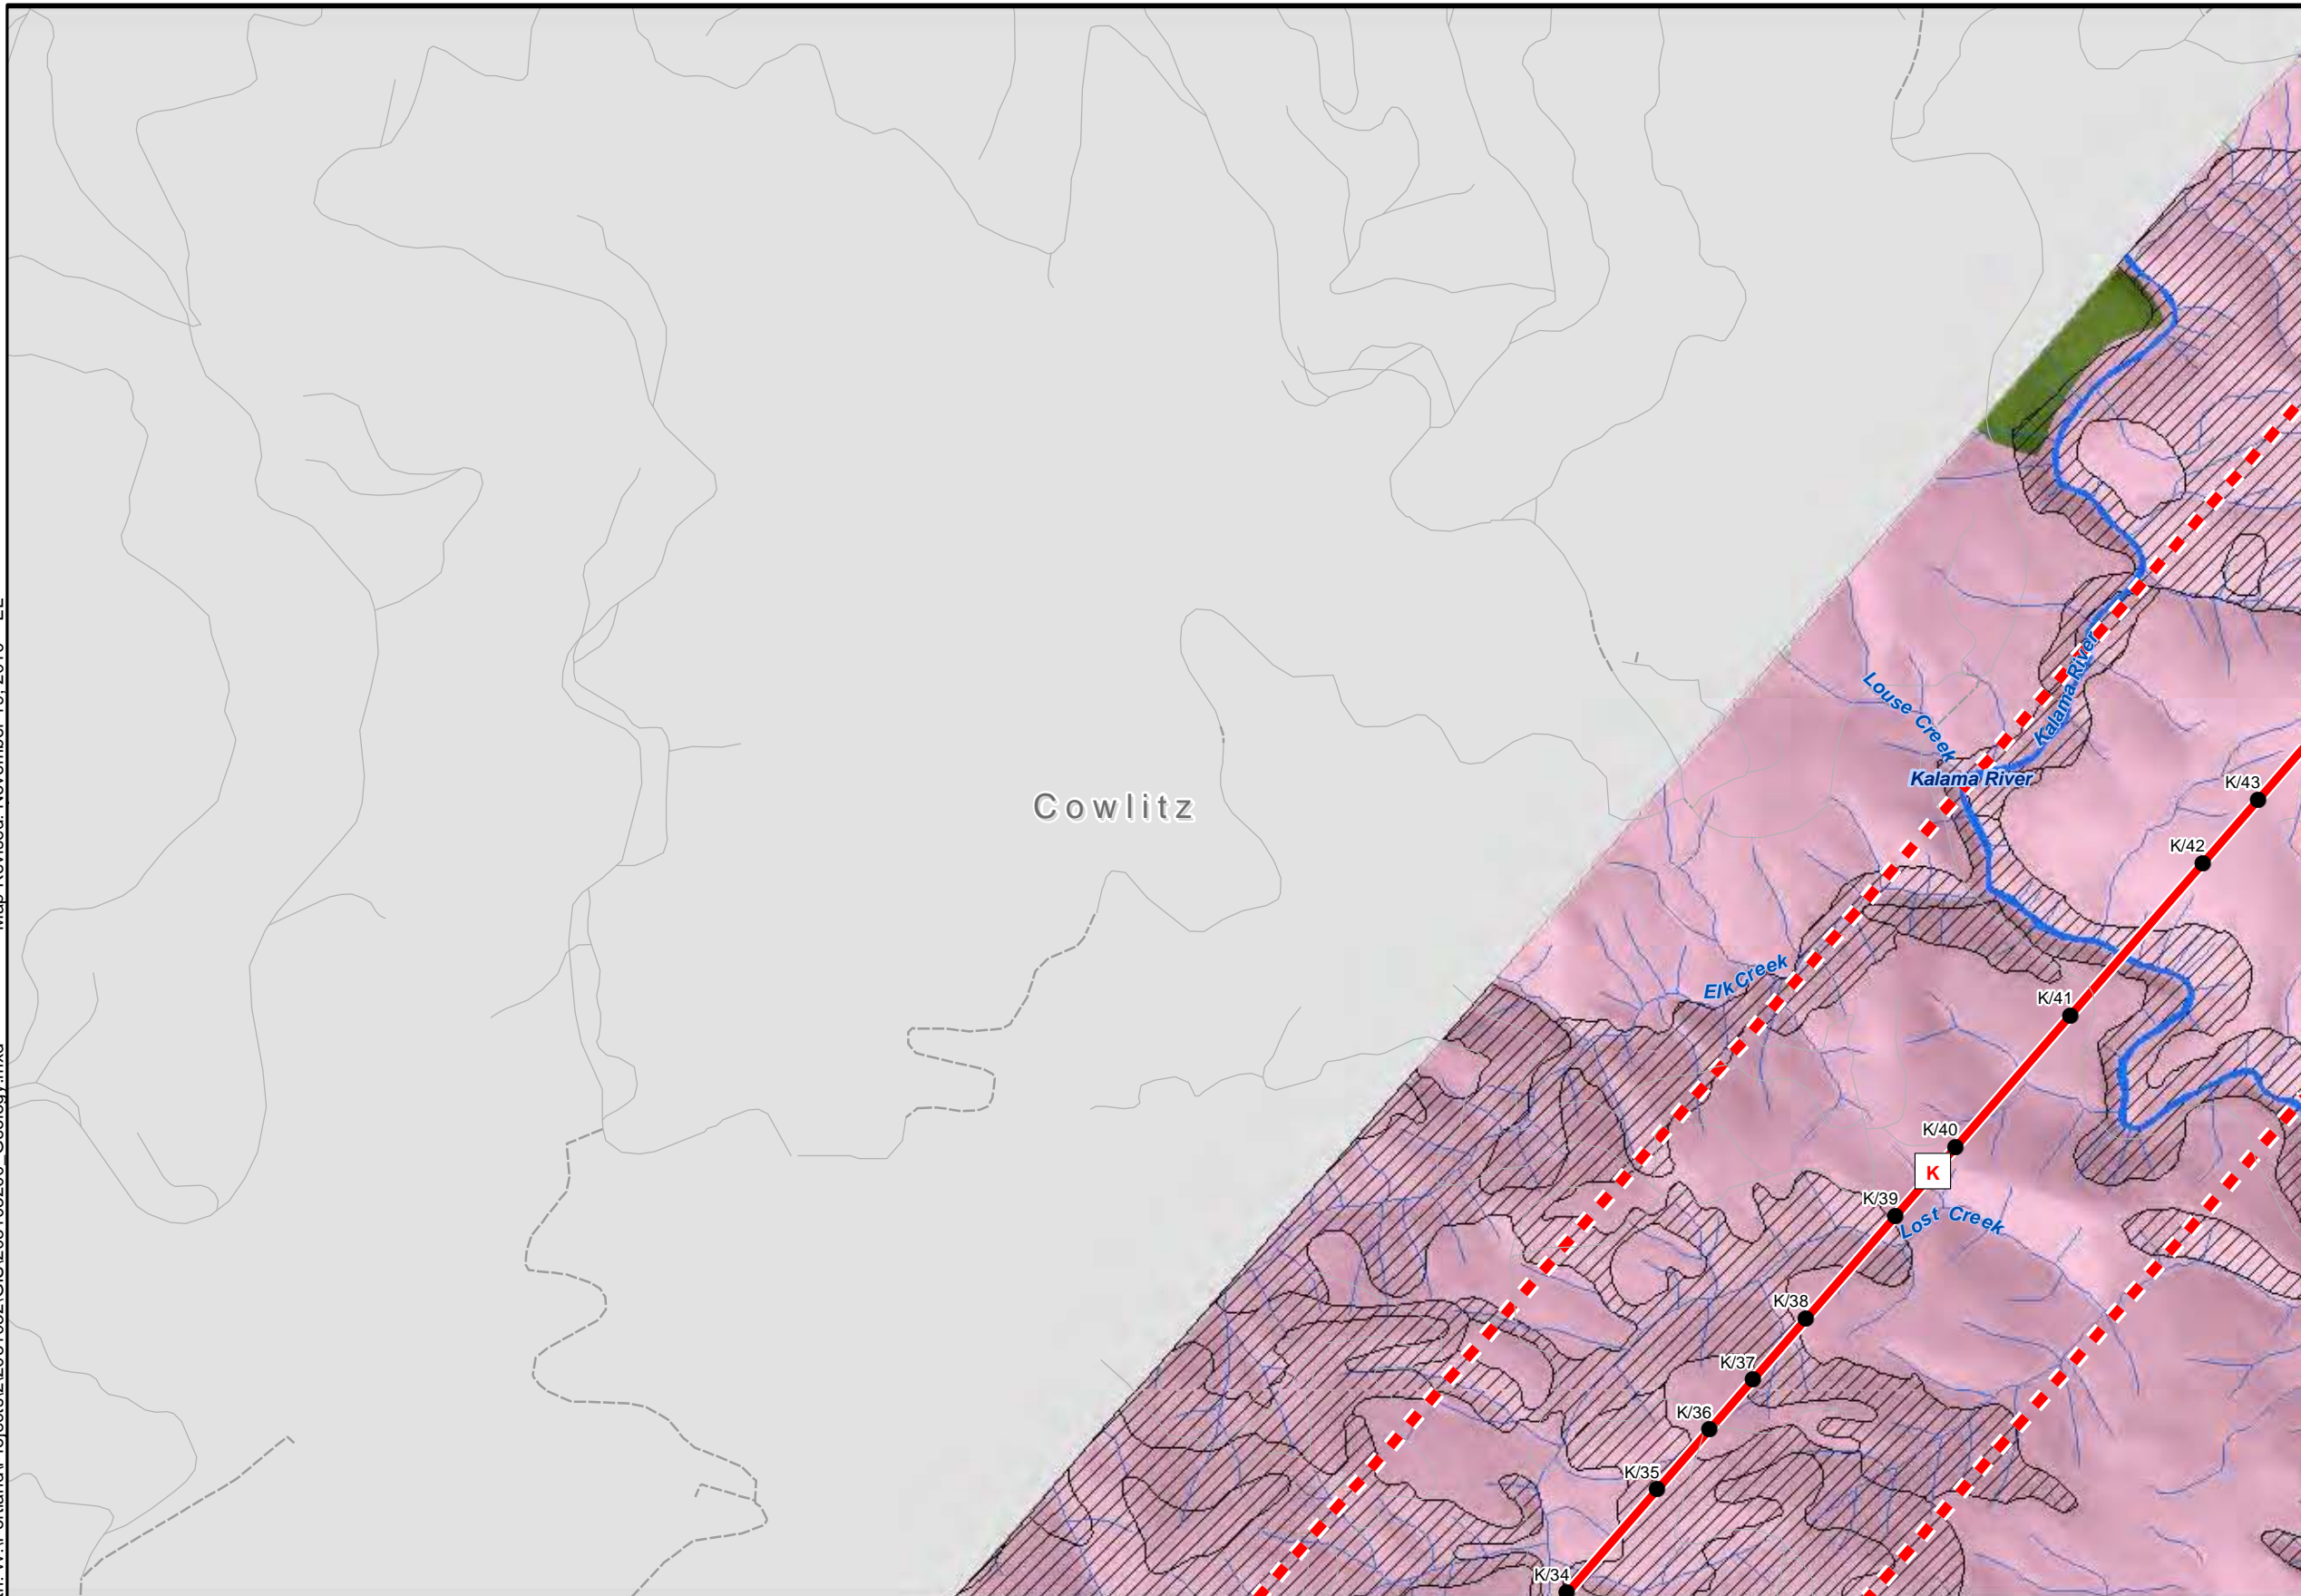 Louse Creek
Kalama River
Kalama River
K/43
Cowlitz
K/42
Elk Creek
K/41
K/40
K
K/39
Lost Creek
K/38
K/37
K/36
K/35
K/34